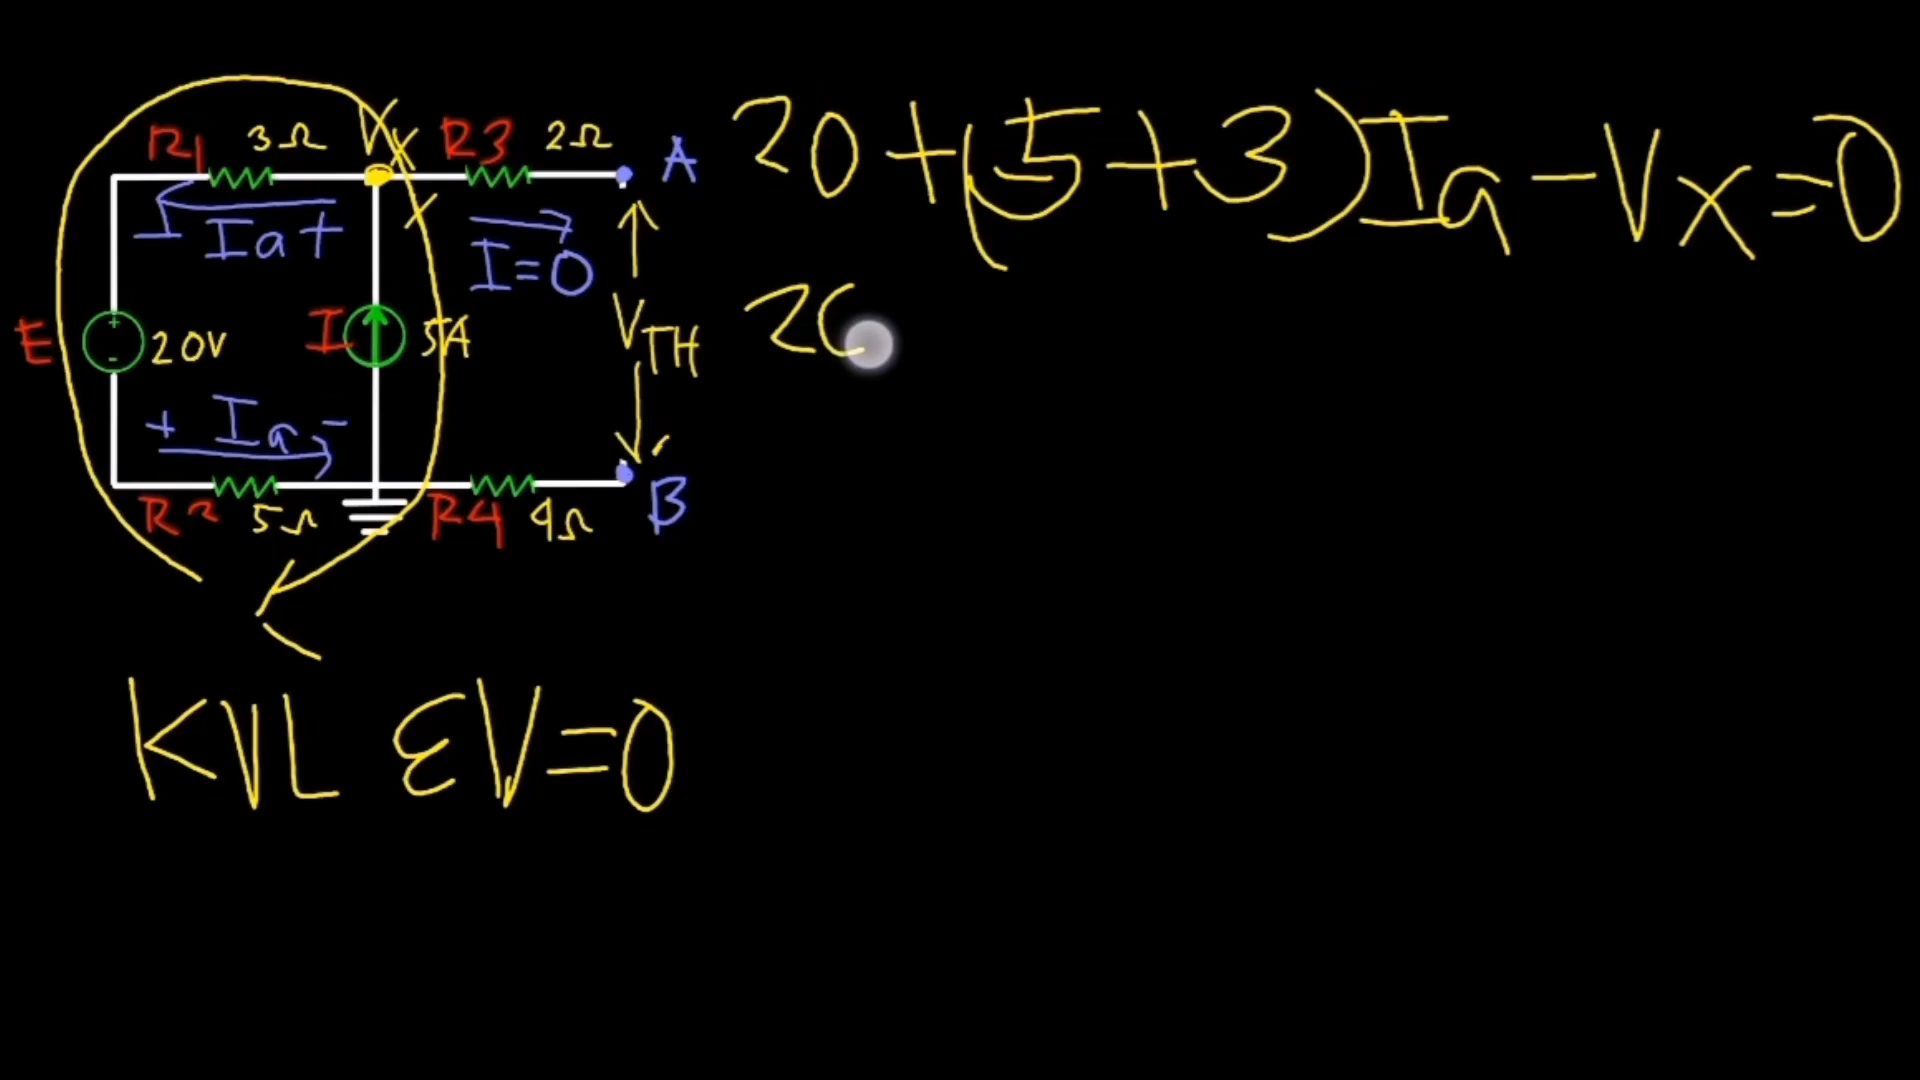 R1 3Ω Vx R3 2Ω A
Ia +
I=0
E + - 20V I 5A VTH
+ Ia -
R2 5Ω R4 4Ω B
KVL ΣV=0
20+(5+3)Ia-Vx=0
20